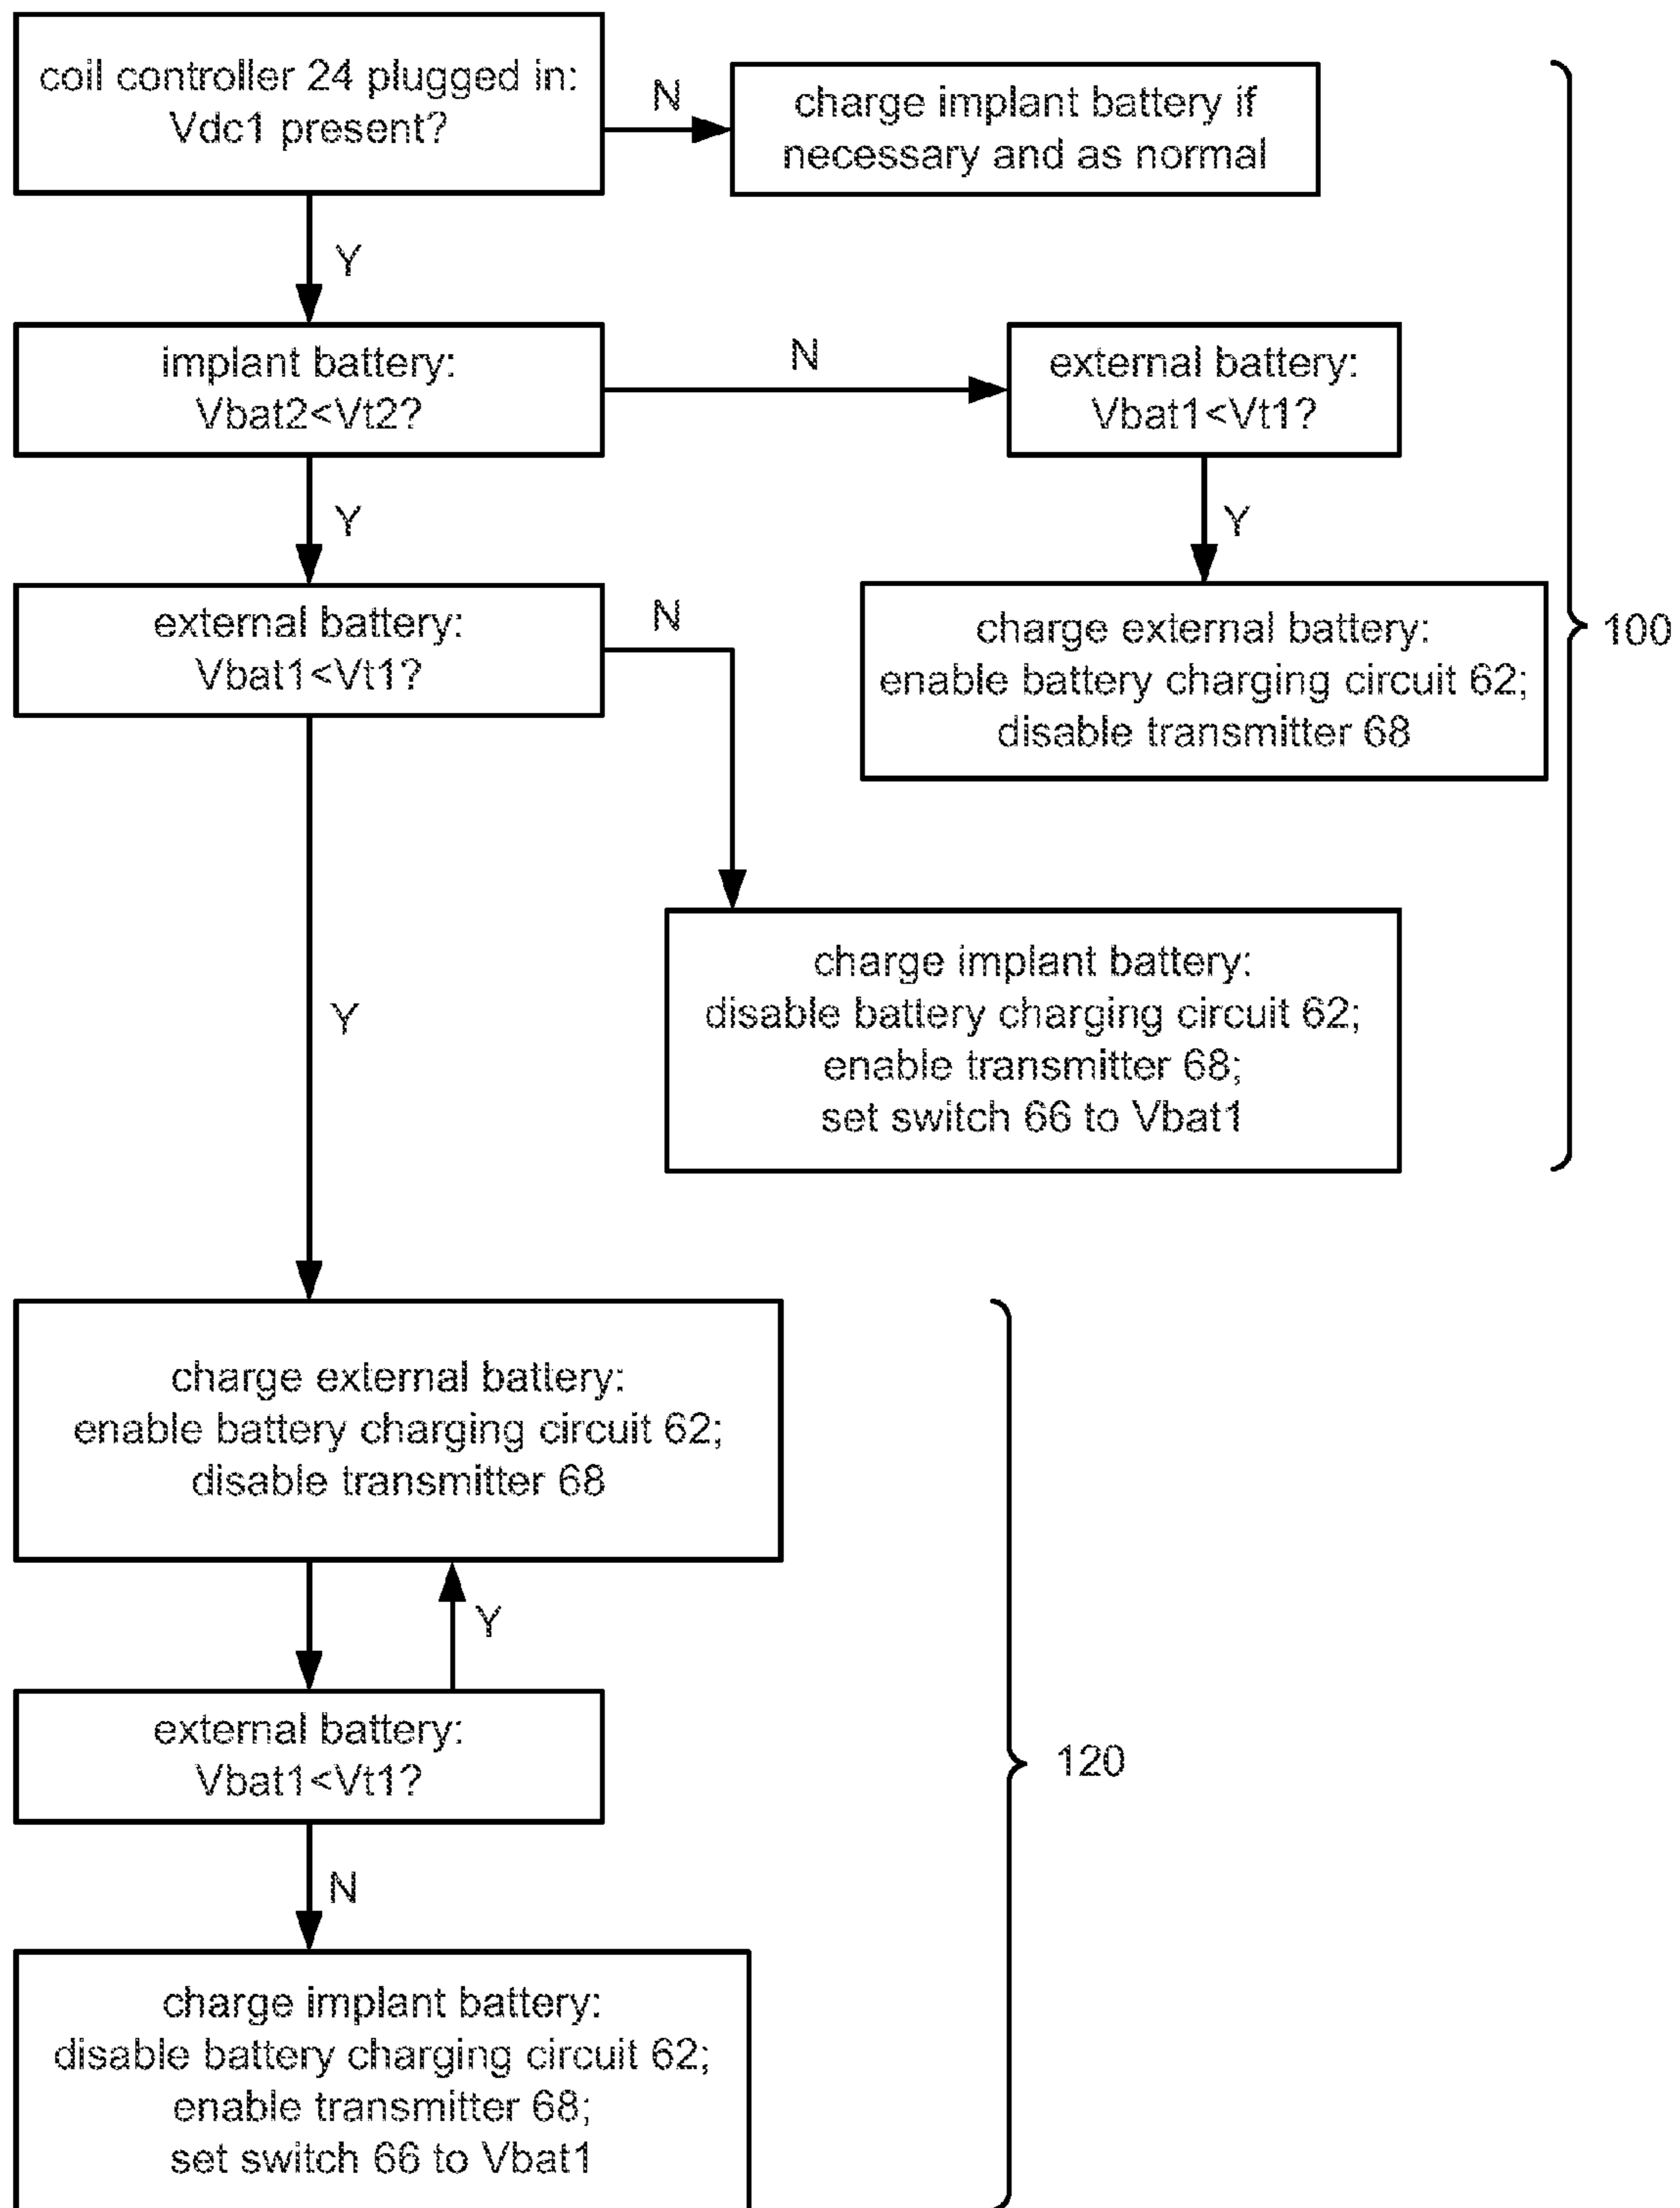 coil controller 24 plugged in:
Vdc1 present?
N
charge implant battery if
necessary and as normal
Y
implant battery:
Vbat2<Vt2?
N
external battery:
Vbat1<Vt1?
Y
Y
external battery:
Vbat1<Vt1?
N
charge external battery:
enable battery charging circuit 62;
disable transmitter 68
100
charge implant battery:
disable battery charging circuit 62;
enable transmitter 68;
set switch 66 to Vbat1
Y
charge external battery:
enable battery charging circuit 62;
disable transmitter 68
Y
external battery:
Vbat1<Vt1?
120
N
charge implant battery:
disable battery charging circuit 62;
enable transmitter 68;
set switch 66 to Vbat1